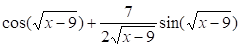 cos(√(x−9)) + 7/(2√(x−9)) sin(√(x−9))